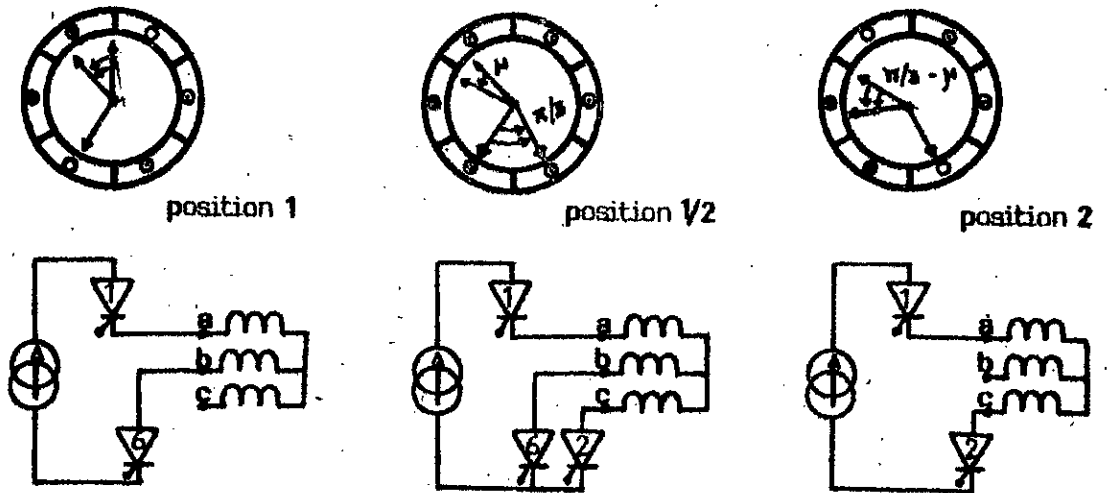 μ
π/3
π/3 - μ
position 1
position 1/2
position 2
1
a
b
c
6
1
a
b
c
6
2
1
a
b
c
2